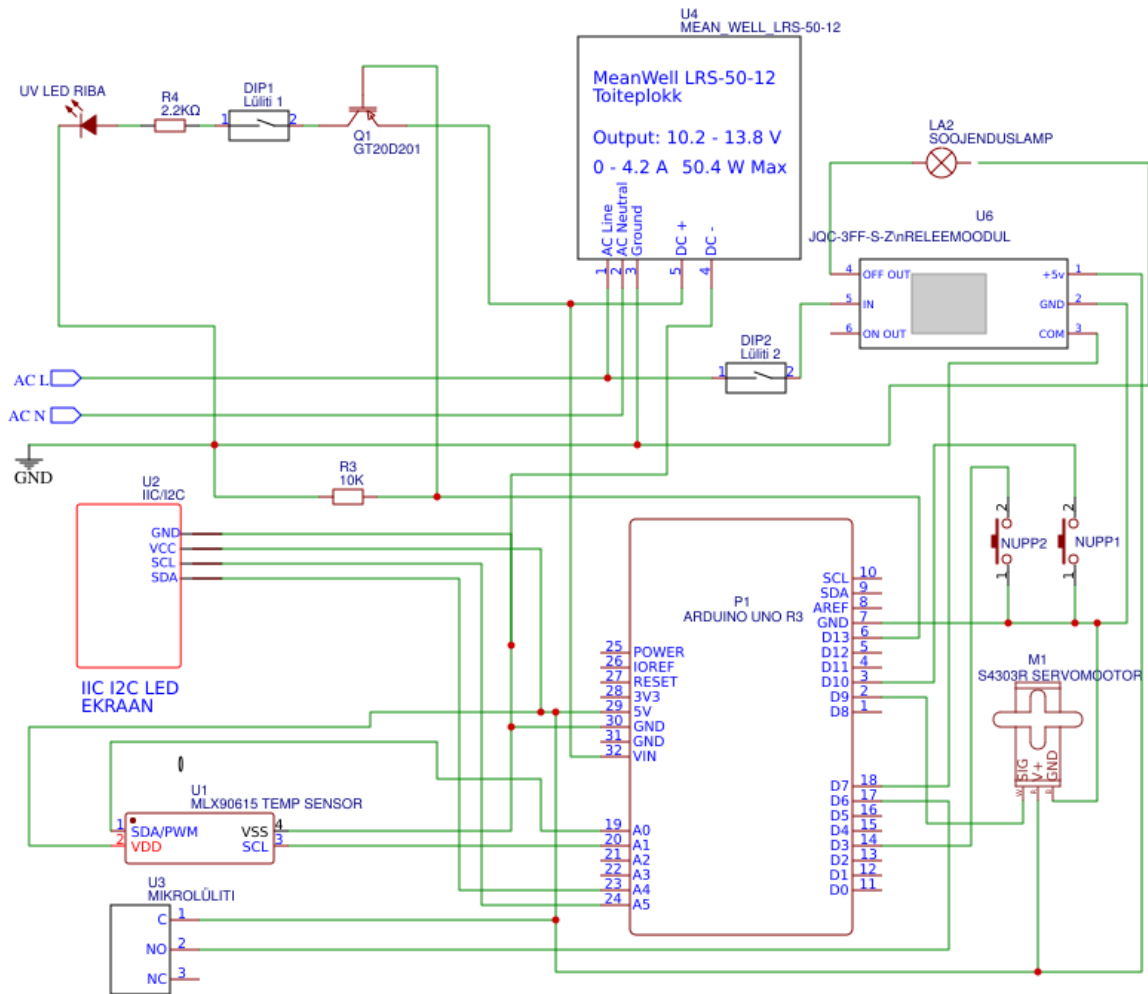 U4
MEAN_WELL_LRS-50-12
MeanWell LRS-50-12
Toiteplokk
Output: 10.2 - 13.8 V
0 - 4.2 A 50.4 W Max
AC Line
AC Neutral
Ground
DC +
DC -
1
2
3
5
4
UV LED RIBA
R4
2.2KΩ
DIP1
Lüliti 1
1
2
Q1
GT20D201
LA2
SOOJENDUSLAMP
U6
JQC-3FF-S-Z\nRELEEMOODUL
4 OFF OUT
5 IN
6 ON OUT
+5v 1
GND 2
COM 3
DIP2
Lüliti 2
1
2
AC L
AC N
GND
R3
10K
U2
IIC/I2C
GND
VCC
SCL
SDA
IIC I2C LED
EKRAAN
P1
ARDUINO UNO R3
25 POWER
26 IOREF
27 RESET
28 3V3
29 5V
30 GND
31 GND
32 VIN
19 A0
20 A1
21 A2
22 A3
23 A4
24 A5
SCL 10
SDA 9
AREF 8
GND 7
D13 6
D12 5
D11 4
D10 3
D9 2
D8 1
D7 18
D6 17
D5 16
D4 15
D3 14
D2 13
D1 12
D0 11
2
NUPP2
1
2
NUPP1
1
M1
S4303R SERVOMOOTOR
SIG
V+
GND
0
U1
MLX90615 TEMP SENSOR
1 SDA/PWM
2 VDD
VSS 4
SCL 3
U3
MIKROLÜLITI
C 1
NO 2
NC 3